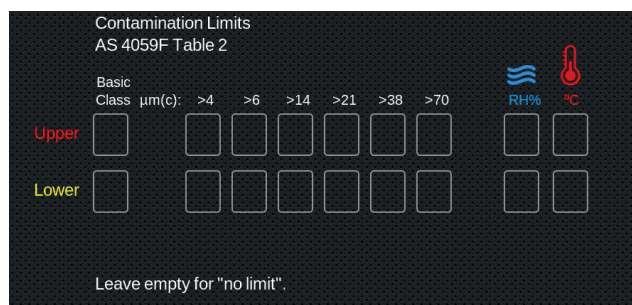 Contamination Limits
AS 4059F Table 2
Basic
Class µm(c): >4 >6 >14 >21 >38 >70 RH% ºC
Upper
Lower
Leave empty for "no limit".